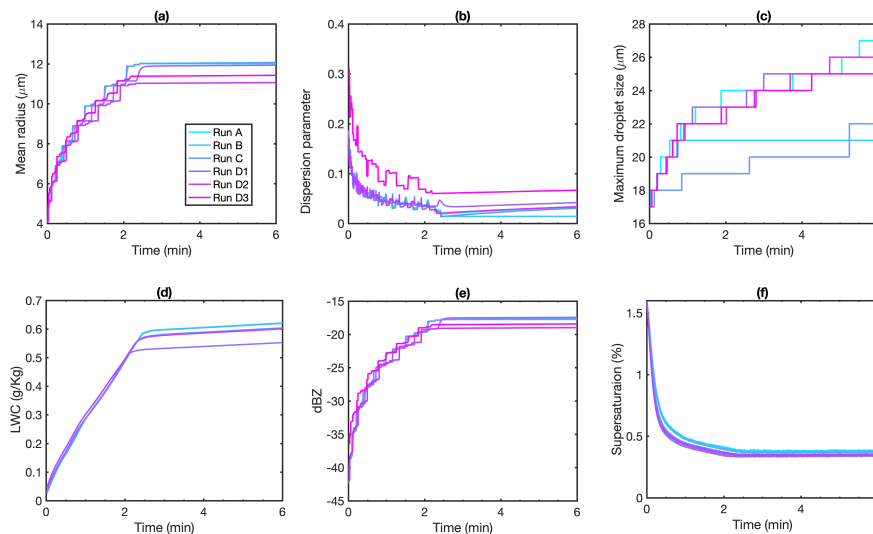 (a)
Mean radius (μm)
14
12
10
8
6
4
0
2
4
6
Time (min)
Run A
Run B
Run C
Run D1
Run D2
Run D3
(b)
Dispersion parameter
0.4
0.3
0.2
0.1
0
0
2
4
6
Time (min)
(c)
Maximum droplet size (μm)
28
26
24
22
20
18
16
0
2
4
Time (min)
(d)
LWC (g/Kg)
0.7
0.6
0.5
0.4
0.3
0.2
0.1
0
0
2
4
6
Time (min)
(e)
dBZ
-15
-20
-25
-30
-35
-40
-45
0
2
4
6
Time (min)
(f)
Supersaturaion (%)
1.5
1
0.5
0
0
2
4
Time (min)